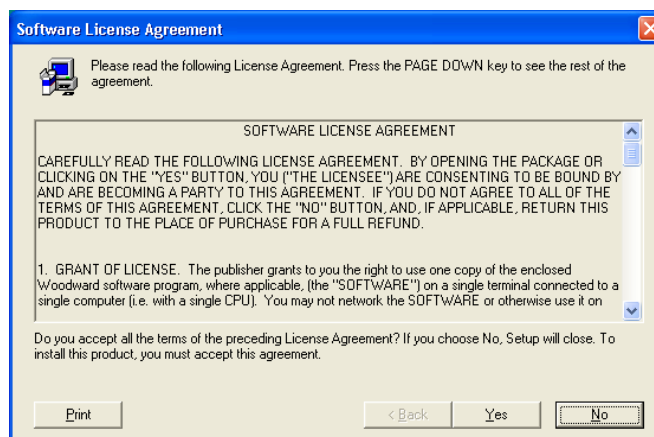 Software License Agreement
Please read the following License Agreement. Press the PAGE DOWN key to see the rest of the
agreement.
SOFTWARE LICENSE AGREEMENT
CAREFULLY READ THE FOLLOWING LICENSE AGREEMENT.  BY OPENING THE PACKAGE OR
CLICKING ON THE "YES" BUTTON, YOU ("THE LICENSEE") ARE CONSENTING TO BE BOUND BY
AND ARE BECOMING A PARTY TO THIS AGREEMENT.  IF YOU DO NOT AGREE TO ALL OF THE
TERMS OF THIS AGREEMENT, CLICK THE "NO" BUTTON, AND, IF APPLICABLE, RETURN THIS
PRODUCT TO THE PLACE OF PURCHASE FOR A FULL REFUND.
1.  GRANT OF LICENSE.  The publisher grants to you the right to use one copy of the enclosed
Woodward software program, where applicable, (the "SOFTWARE") on a single terminal connected to a
single computer (i.e. with a single CPU).  You may not network the SOFTWARE or otherwise use it on
Do you accept all the terms of the preceding License Agreement? If you choose No, Setup will close. To
install this product, you must accept this agreement.
Print
< Back
Yes
No